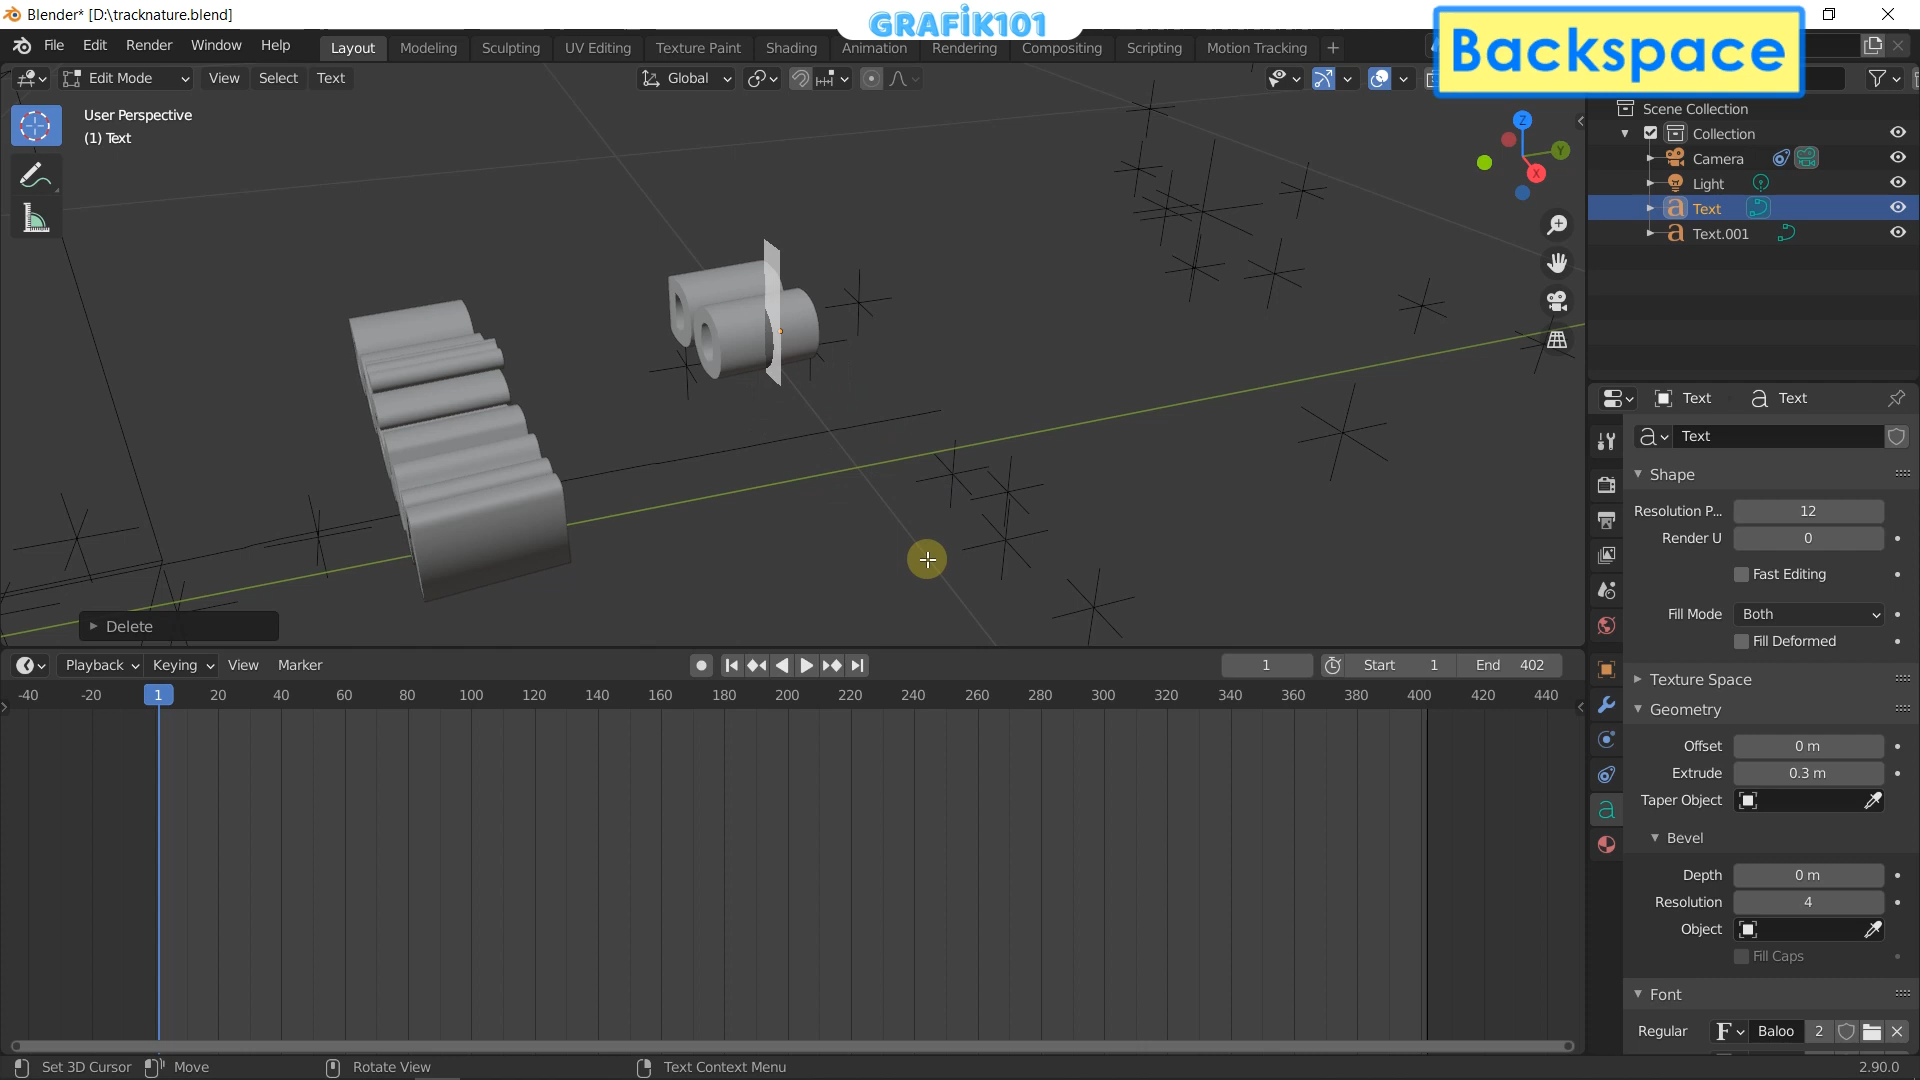 Blender* [D:\tracknature.blend]
GRAFİK101
Backspace
File Edit Render Window Help
Layout Modeling Sculpting UV Editing Texture Paint Shading Animation Rendering Compositing Scripting Motion Tracking +
Edit Mode View Select Text Global
User Perspective
(1) Text
Z
Y
X
Scene Collection
Collection
Camera
Light
Text
Text.001
Text Text
Text
Shape
Resolution P... 12
Render U 0
Fast Editing
Fill Mode Both
Fill Deformed
Texture Space
Geometry
Offset 0 m
Extrude 0.3 m
Taper Object
Bevel
Depth 0 m
Resolution 4
Object
Fill Caps
Font
Regular Baloo 2
Delete
Playback Keying View Marker 1 Start 1 End 402
-40 -20 1 20 40 60 80 100 120 140 160 180 200 220 240 260 280 300 320 340 360 380 400 420 440
Set 3D Cursor Move Rotate View Text Context Menu 2.90.0